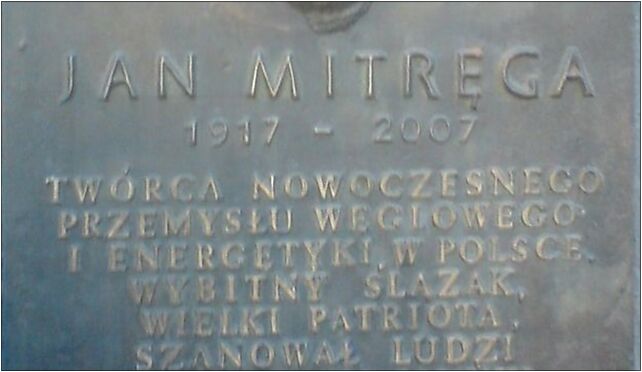 JAN MITRĘGA
1917 - 2007
TWÓRCA NOWOCZESNEGO
PRZEMYSŁU WĘGLOWEGO
I ENERGETYKI, W POLSCE.
WYBITNY ŚLĄZAK,
WIELKI PATRIOTA,
SZANOWAŁ LUDZI